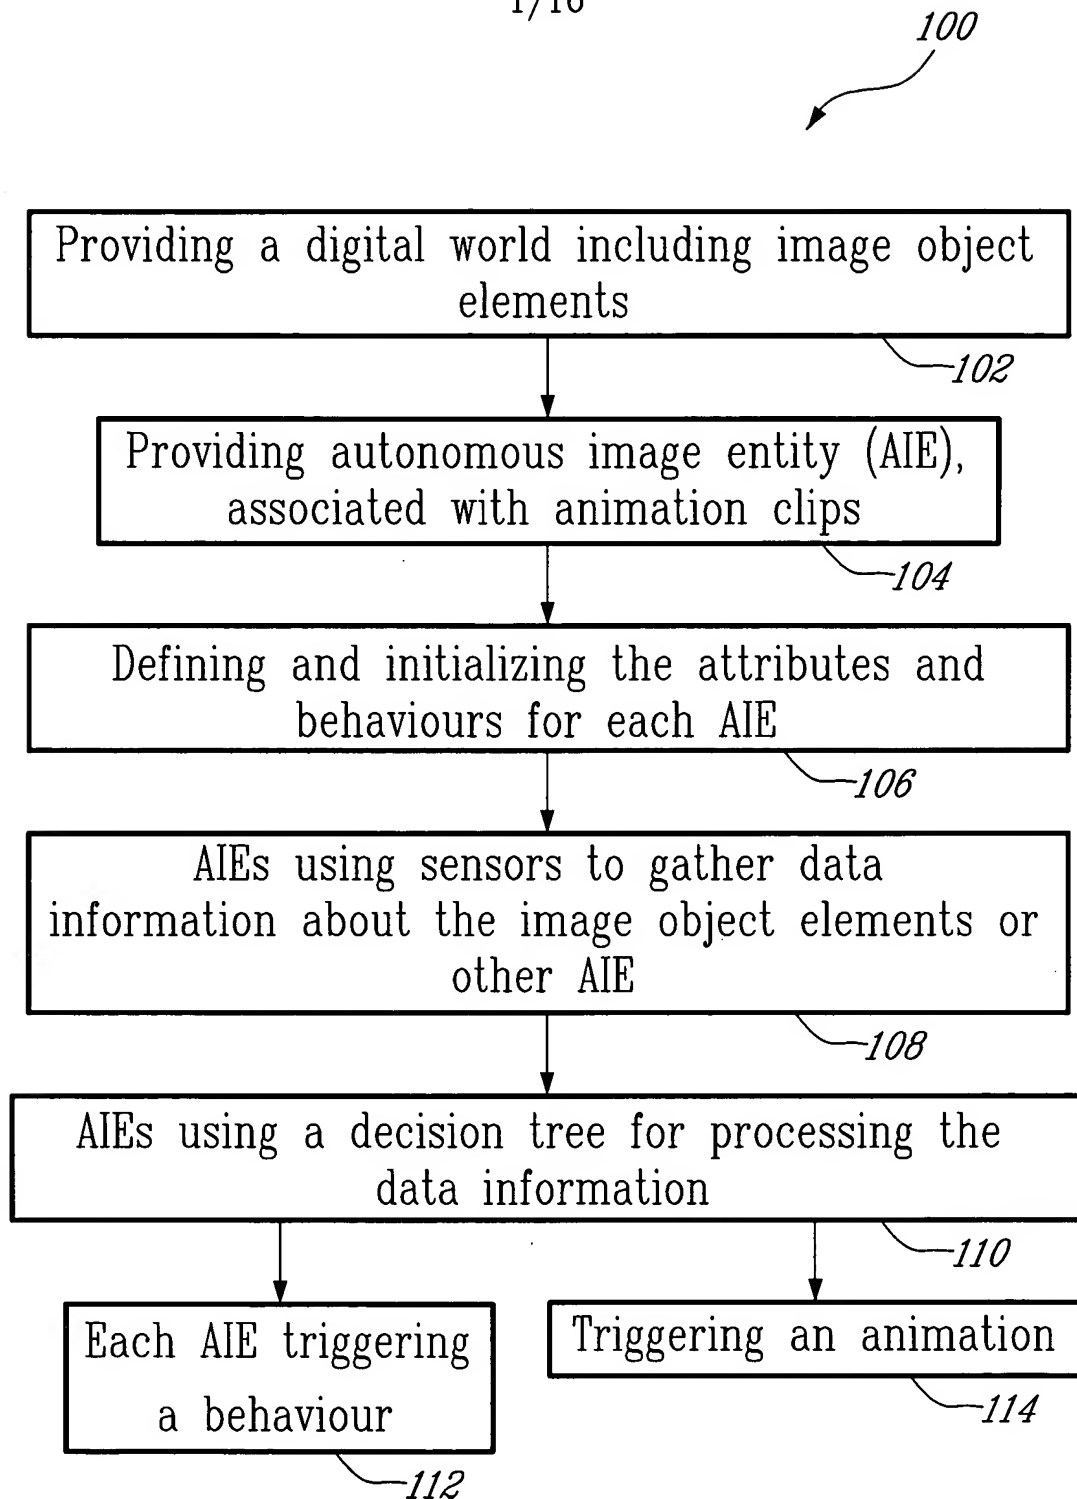 1/16
100
Providing a digital world including image object
elements
102
Providing autonomous image entity (AIE),
associated with animation clips
104
Defining and initializing the attributes and
behaviours for each AIE
106
AIEs using sensors to gather data
information about the image object elements or
other AIE
108
AIEs using a decision tree for processing the
data information
110
Each AIE triggering
a behaviour
112
Triggering an animation
114